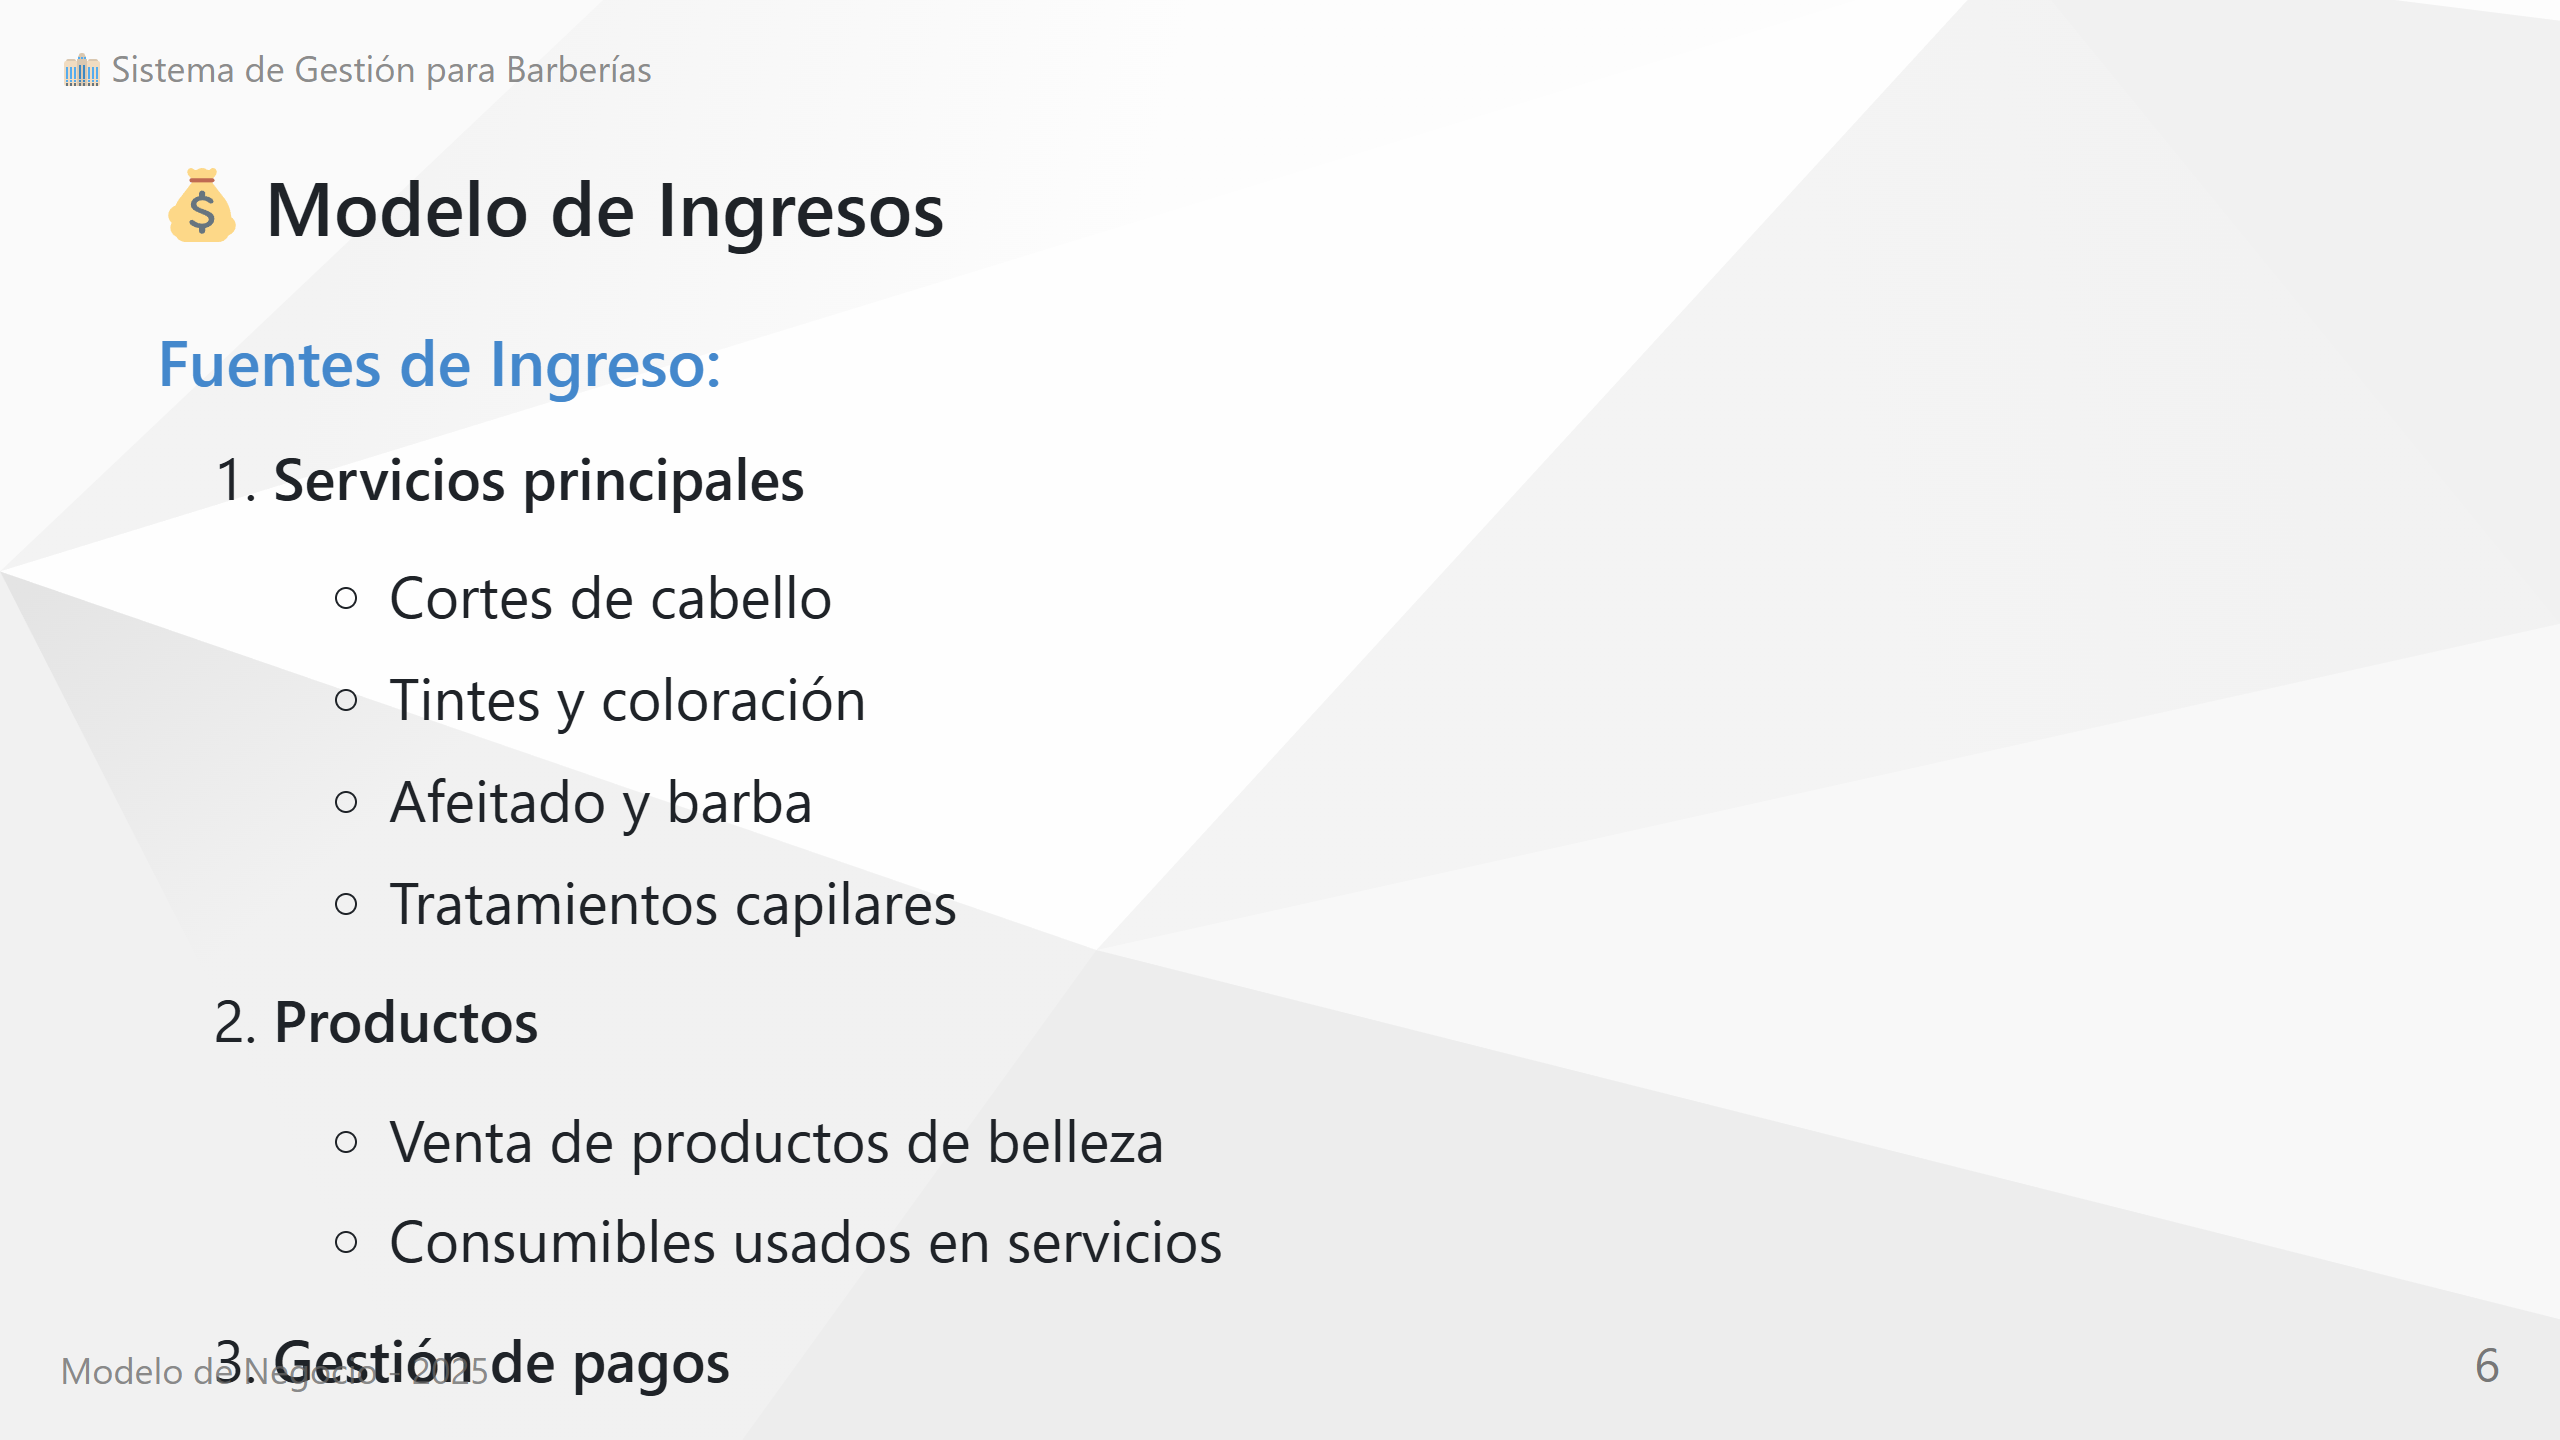 Sistema de Gestión para Barberías
Modelo de Ingresos
Fuentes de Ingreso:
1. Servicios principales
○ Cortes de cabello
○ Tintes y coloración
○ Afeitado y barba
○ Tratamientos capilares
2. Productos
○ Venta de productos de belleza
○ Consumibles usados en servicios
3. Gestión de pagos
Modelo de Negocio - 2025
6